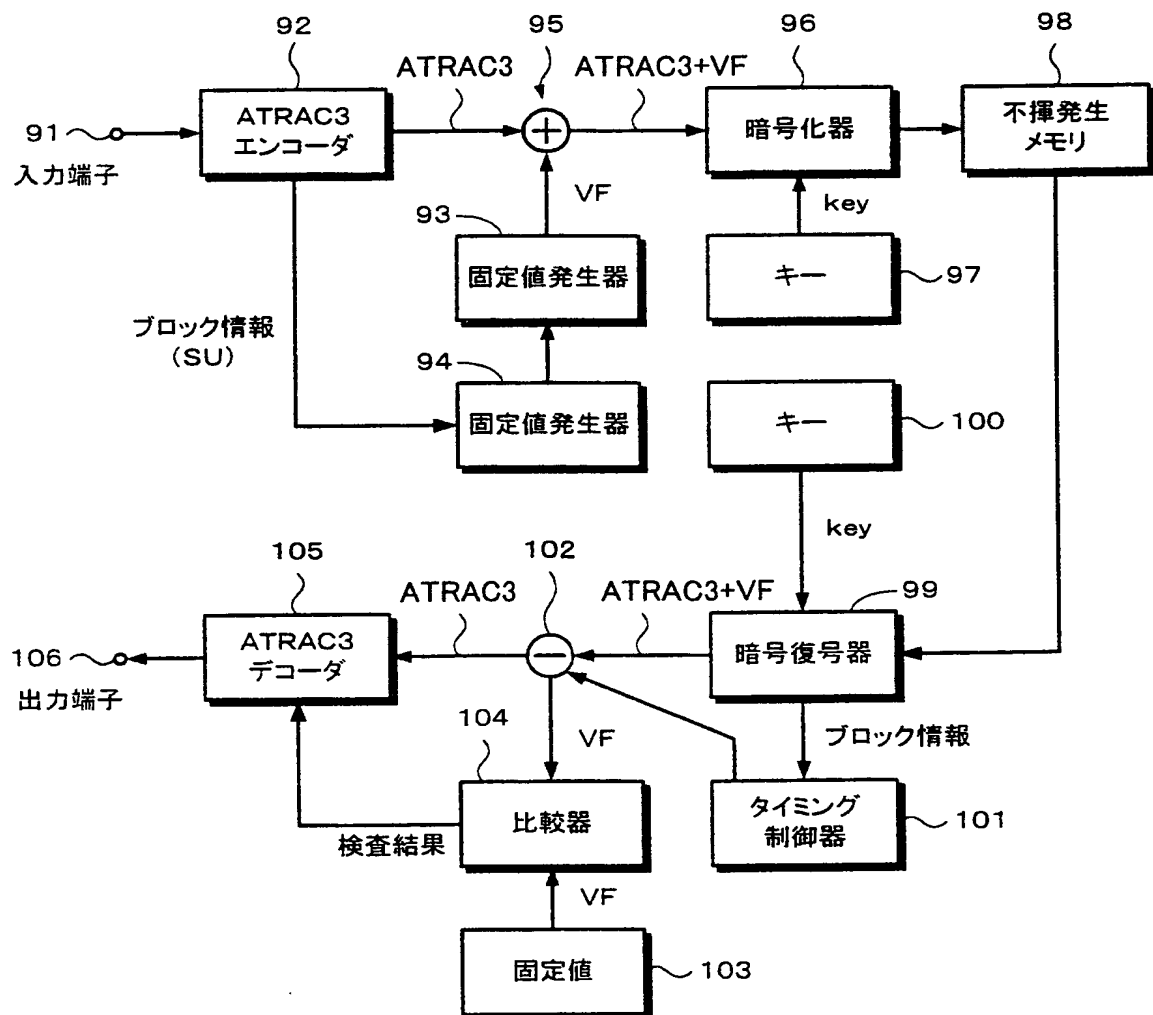 92
95
96
98
ATRAC3
ATRAC3+VF
91
入力端子
ATRAC3
エンコーダ
暗号化器
不揮発生
メモリ
VF
key
93
固定値発生器
キー
97
ブロック情報
(SU)
94
固定値発生器
キー
100
key
105
102
ATRAC3
ATRAC3+VF
99
106
出力端子
ATRAC3
デコーダ
暗号復号器
104
VF
ブロック情報
比較器
タイミング
制御器
101
検査結果
VF
固定値
103